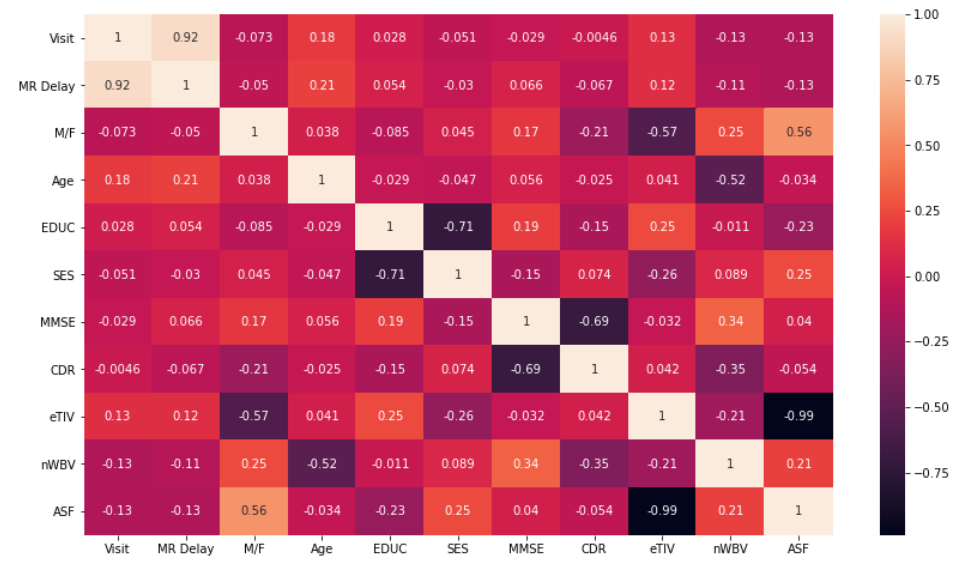 Visit 1 0.92 -0.073 0.18 0.028 -0.051 -0.029 -0.0046 0.13 -0.13 -0.13
MR Delay 0.92 1 -0.05 0.21 0.054 -0.03 0.066 -0.067 0.12 -0.11 -0.13
M/F -0.073 -0.05 1 0.038 -0.085 0.045 0.17 -0.21 -0.57 0.25 0.56
Age 0.18 0.21 0.038 1 -0.029 -0.047 0.056 -0.025 0.041 -0.52 -0.034
EDUC 0.028 0.054 -0.085 -0.029 1 -0.71 0.19 -0.15 0.25 -0.011 -0.23
SES -0.051 -0.03 0.045 -0.047 -0.71 1 -0.15 0.074 -0.26 0.089 0.25
MMSE -0.029 0.066 0.17 0.056 0.19 -0.15 1 -0.69 -0.032 0.34 0.04
CDR -0.0046 -0.067 -0.21 -0.025 -0.15 0.074 -0.69 1 0.042 -0.35 -0.054
eTIV 0.13 0.12 -0.57 0.041 0.25 -0.26 -0.032 0.042 1 -0.21 -0.99
nWBV -0.13 -0.11 0.25 -0.52 -0.011 0.089 0.34 -0.35 -0.21 1 0.21
ASF -0.13 -0.13 0.56 -0.034 -0.23 0.25 0.04 -0.054 -0.99 0.21 1
Visit MR Delay M/F Age EDUC SES MMSE CDR eTIV nWBV ASF
1.00
0.75
0.50
0.25
0.00
−0.25
−0.50
−0.75